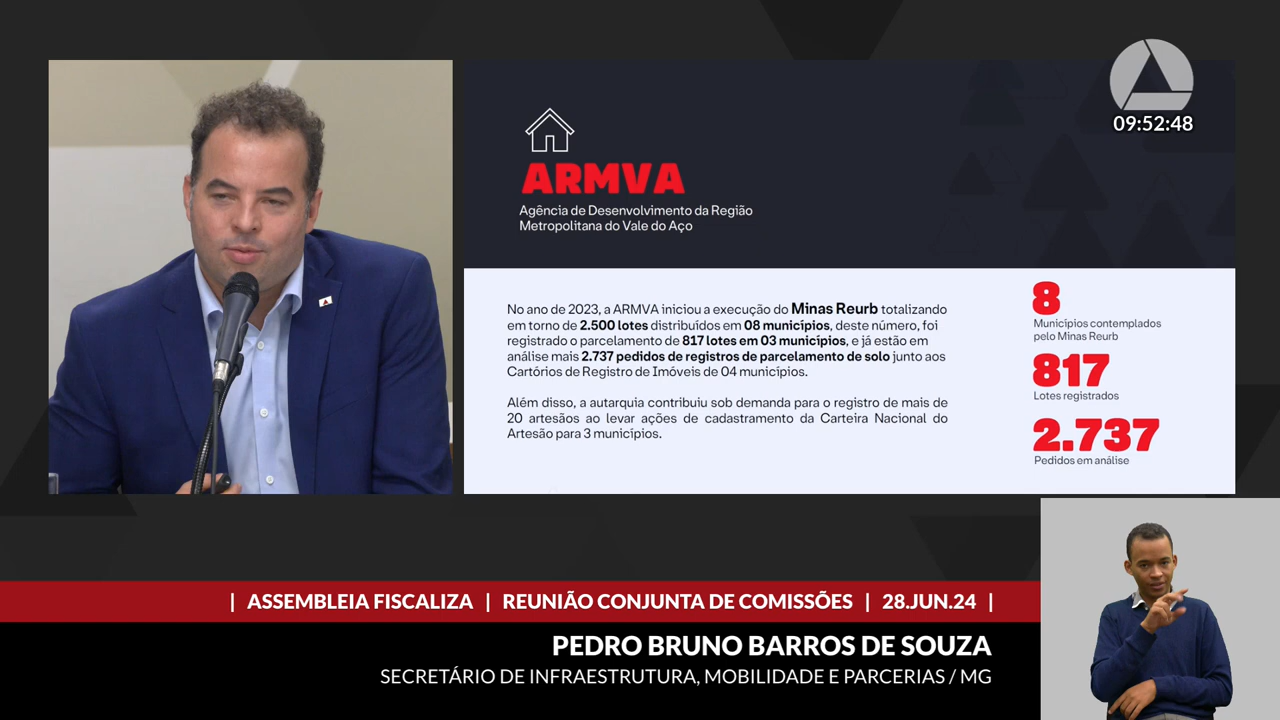 09:52:48
ARMVA
Agência de Desenvolvimento da Região
Metropolitana do Vale do Aço
No ano de 2023, a ARMVA iniciou a execução do Minas Reurb totalizando
em torno de 2.500 lotes distribuídos em 08 municípios, deste número, foi
registrado o parcelamento de 817 lotes em 03 municípios, e já estão em
análise mais 2.737 pedidos de registros de parcelamento de solo junto aos
Cartórios de Registro de Imóveis de 04 municípios.
Além disso, a autarquia contribuiu sob demanda para o registro de mais de
20 artesãos ao levar ações de cadastramento da Carteira Nacional do
Artesão para 3 municípios.
8
Municípios contemplados
pelo Minas Reurb
817
Lotes registrados
2.737
Pedidos em análise
| ASSEMBLEIA FISCALIZA | REUNIÃO CONJUNTA DE COMISSÕES | 28.JUN.24 |
PEDRO BRUNO BARROS DE SOUZA
SECRETÁRIO DE INFRAESTRUTURA, MOBILIDADE E PARCERIAS / MG